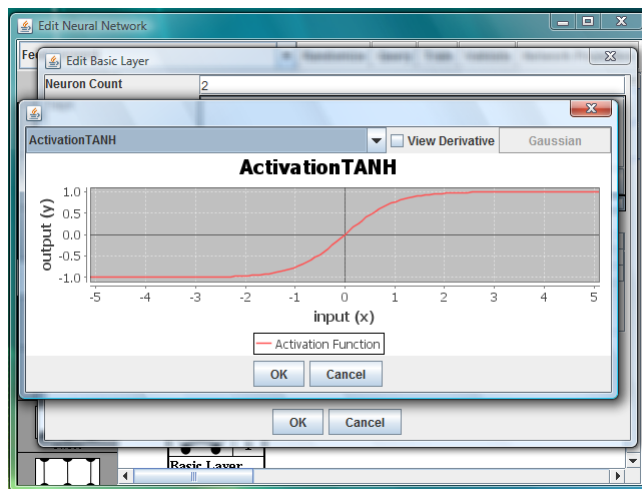 Edit Neural Network
Fe
Edit Basic Layer
Neuron Count 2
ActivationTANH View Derivative Gaussian
ActivationTANH
1.0
0.5
0.0
-0.5
-1.0
output (y)
-5 -4 -3 -2 -1 0 1 2 3 4 5
input (x)
Activation Function
OK Cancel
OK Cancel
1
Basic Layer